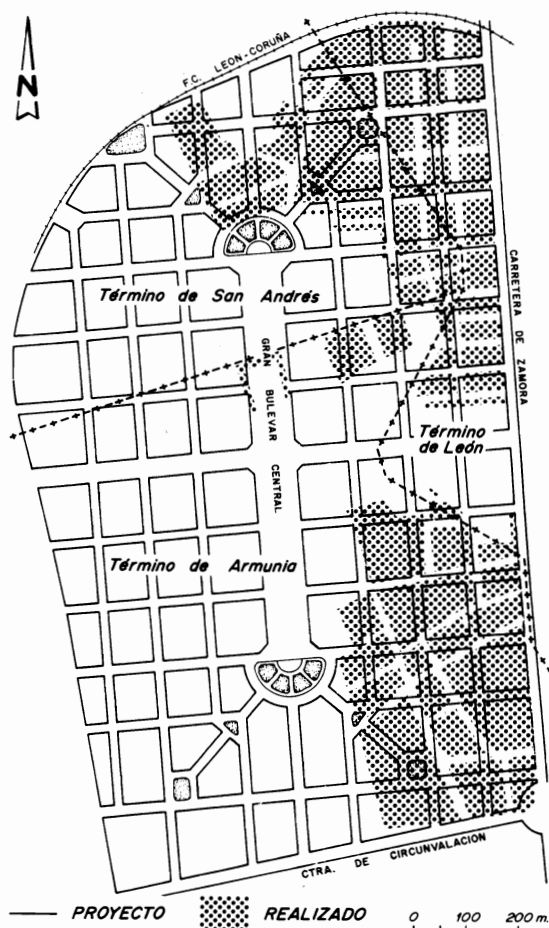 N
F.C. LEON-CORUÑA
Término de San Andrés
CARRETERA DE ZAMORA
GRAN BULEVAR CENTRAL
Término
de León
Término de Armunia
CTRA. DE CIRCUNVALACION
PROYECTO
REALIZADO
0 100 200 m.